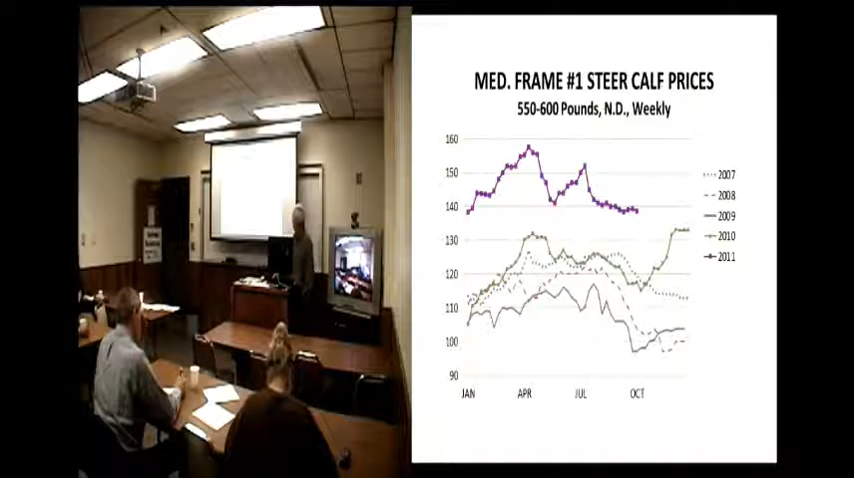 MED. FRAME #1 STEER CALF PRICES
550-600 Pounds, N.D., Weekly
160
150
140
130
120
110
100
90
JAN
APR
JUL
OCT
2007
2008
2009
2010
2011